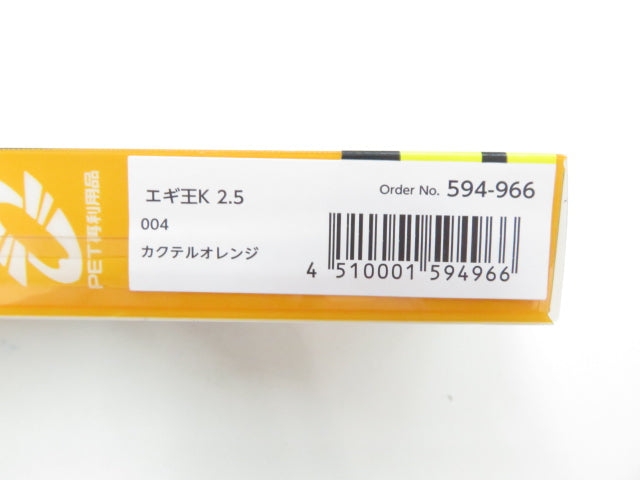 エギ王K 2.5
Order No. 594-966
004
カクテルオレンジ
4 510001 594966
PET再利用品